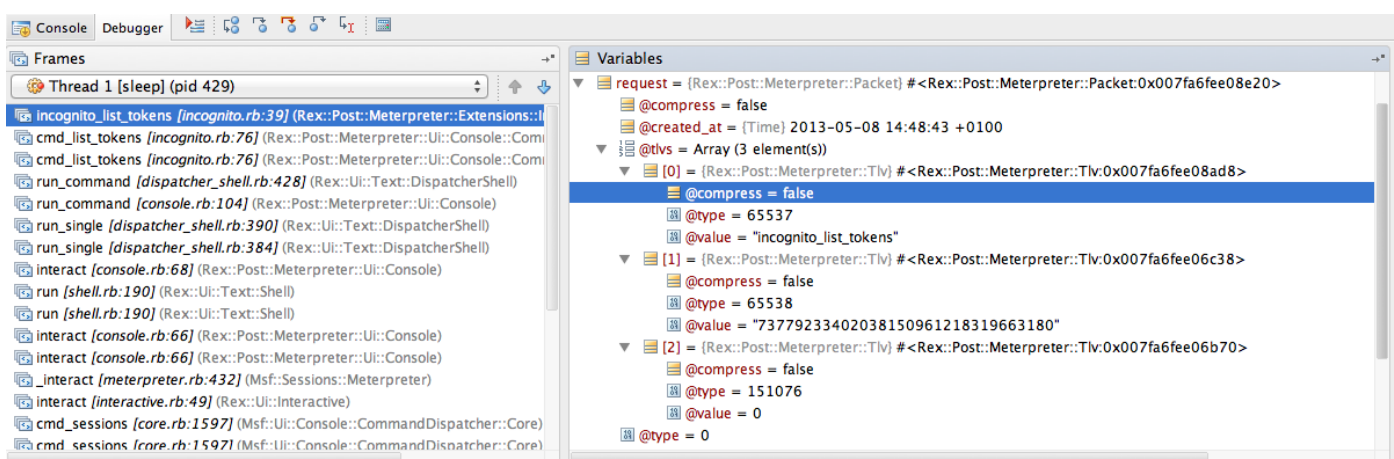 Console Debugger
Frames
Thread 1 [sleep] (pid 429)
incognito_list_tokens [incognito.rb:39] (Rex::Post::Meterpreter::Extensions::I
cmd_list_tokens [incognito.rb:76] (Rex::Post::Meterpreter::Ui::Console::Com
cmd_list_tokens [incognito.rb:76] (Rex::Post::Meterpreter::Ui::Console::Com
run_command [dispatcher_shell.rb:428] (Rex::Ui::Text::DispatcherShell)
run_command [console.rb:104] (Rex::Post::Meterpreter::Ui::Console)
run_single [dispatcher_shell.rb:390] (Rex::Ui::Text::DispatcherShell)
run_single [dispatcher_shell.rb:384] (Rex::Ui::Text::DispatcherShell)
interact [console.rb:68] (Rex::Post::Meterpreter::Ui::Console)
run [shell.rb:190] (Rex::Ui::Text::Shell)
run [shell.rb:190] (Rex::Ui::Text::Shell)
interact [console.rb:66] (Rex::Post::Meterpreter::Ui::Console)
interact [console.rb:66] (Rex::Post::Meterpreter::Ui::Console)
_interact [meterpreter.rb:432] (Msf::Sessions::Meterpreter)
interact [interactive.rb:49] (Rex::Ui::Interactive)
cmd_sessions [core.rb:1597] (Msf::Ui::Console::CommandDispatcher::Core)
cmd_sessions [core.rb:1597] (Msf::Ui::Console::CommandDispatcher::Core)
Variables
request = {Rex::Post::Meterpreter::Packet} #<Rex::Post::Meterpreter::Packet:0x007fa6fee08e20>
@compress = false
@created_at = {Time} 2013-05-08 14:48:43 +0100
@tlvs = Array (3 element(s))
[0] = {Rex::Post::Meterpreter::Tlv} #<Rex::Post::Meterpreter::Tlv:0x007fa6fee08ad8>
@compress = false
@type = 65537
@value = "incognito_list_tokens"
[1] = {Rex::Post::Meterpreter::Tlv} #<Rex::Post::Meterpreter::Tlv:0x007fa6fee06c38>
@compress = false
@type = 65538
@value = "73779233402038150961218319663180"
[2] = {Rex::Post::Meterpreter::Tlv} #<Rex::Post::Meterpreter::Tlv:0x007fa6fee06b70>
@compress = false
@type = 151076
@value = 0
@type = 0